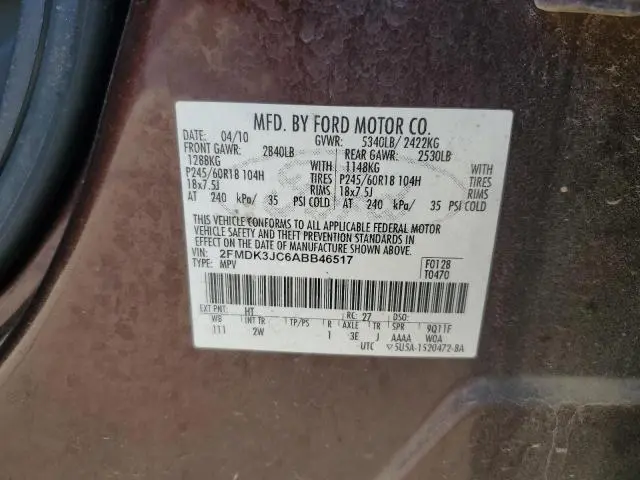 MFD. BY FORD MOTOR CO.
DATE: 04/10 GVWR: 5340LB/ 2422KG
FRONT GAWR: 2840LB REAR GAWR: 2530LB
1288KG WITH 1148KG WITH
P245/60R18 104H TIRES P245/60R18 104H TIRES
18x7.5J RIMS 18x7.5J RIMS
AT 240 kPa/ 35 PSI COLD AT 240 kPa/ 35 PSI COLD
THIS VEHICLE CONFORMS TO ALL APPLICABLE FEDERAL MOTOR
VEHICLE SAFETY AND THEFT PREVENTION STANDARDS IN
EFFECT ON THE DATE OF MANUFACTURE SHOWN ABOVE.
VIN: 2FMDK3JC6ABB46517 F0128
TYPE: MPV T0470
EXT PNT: HT RC: 27 DSO:
WB INT TR TP/PS R AXLE TR SPR 9Q11F
111 2W 1 3E J AAAA WQA
UTC ▽5U5A-1520472-BA